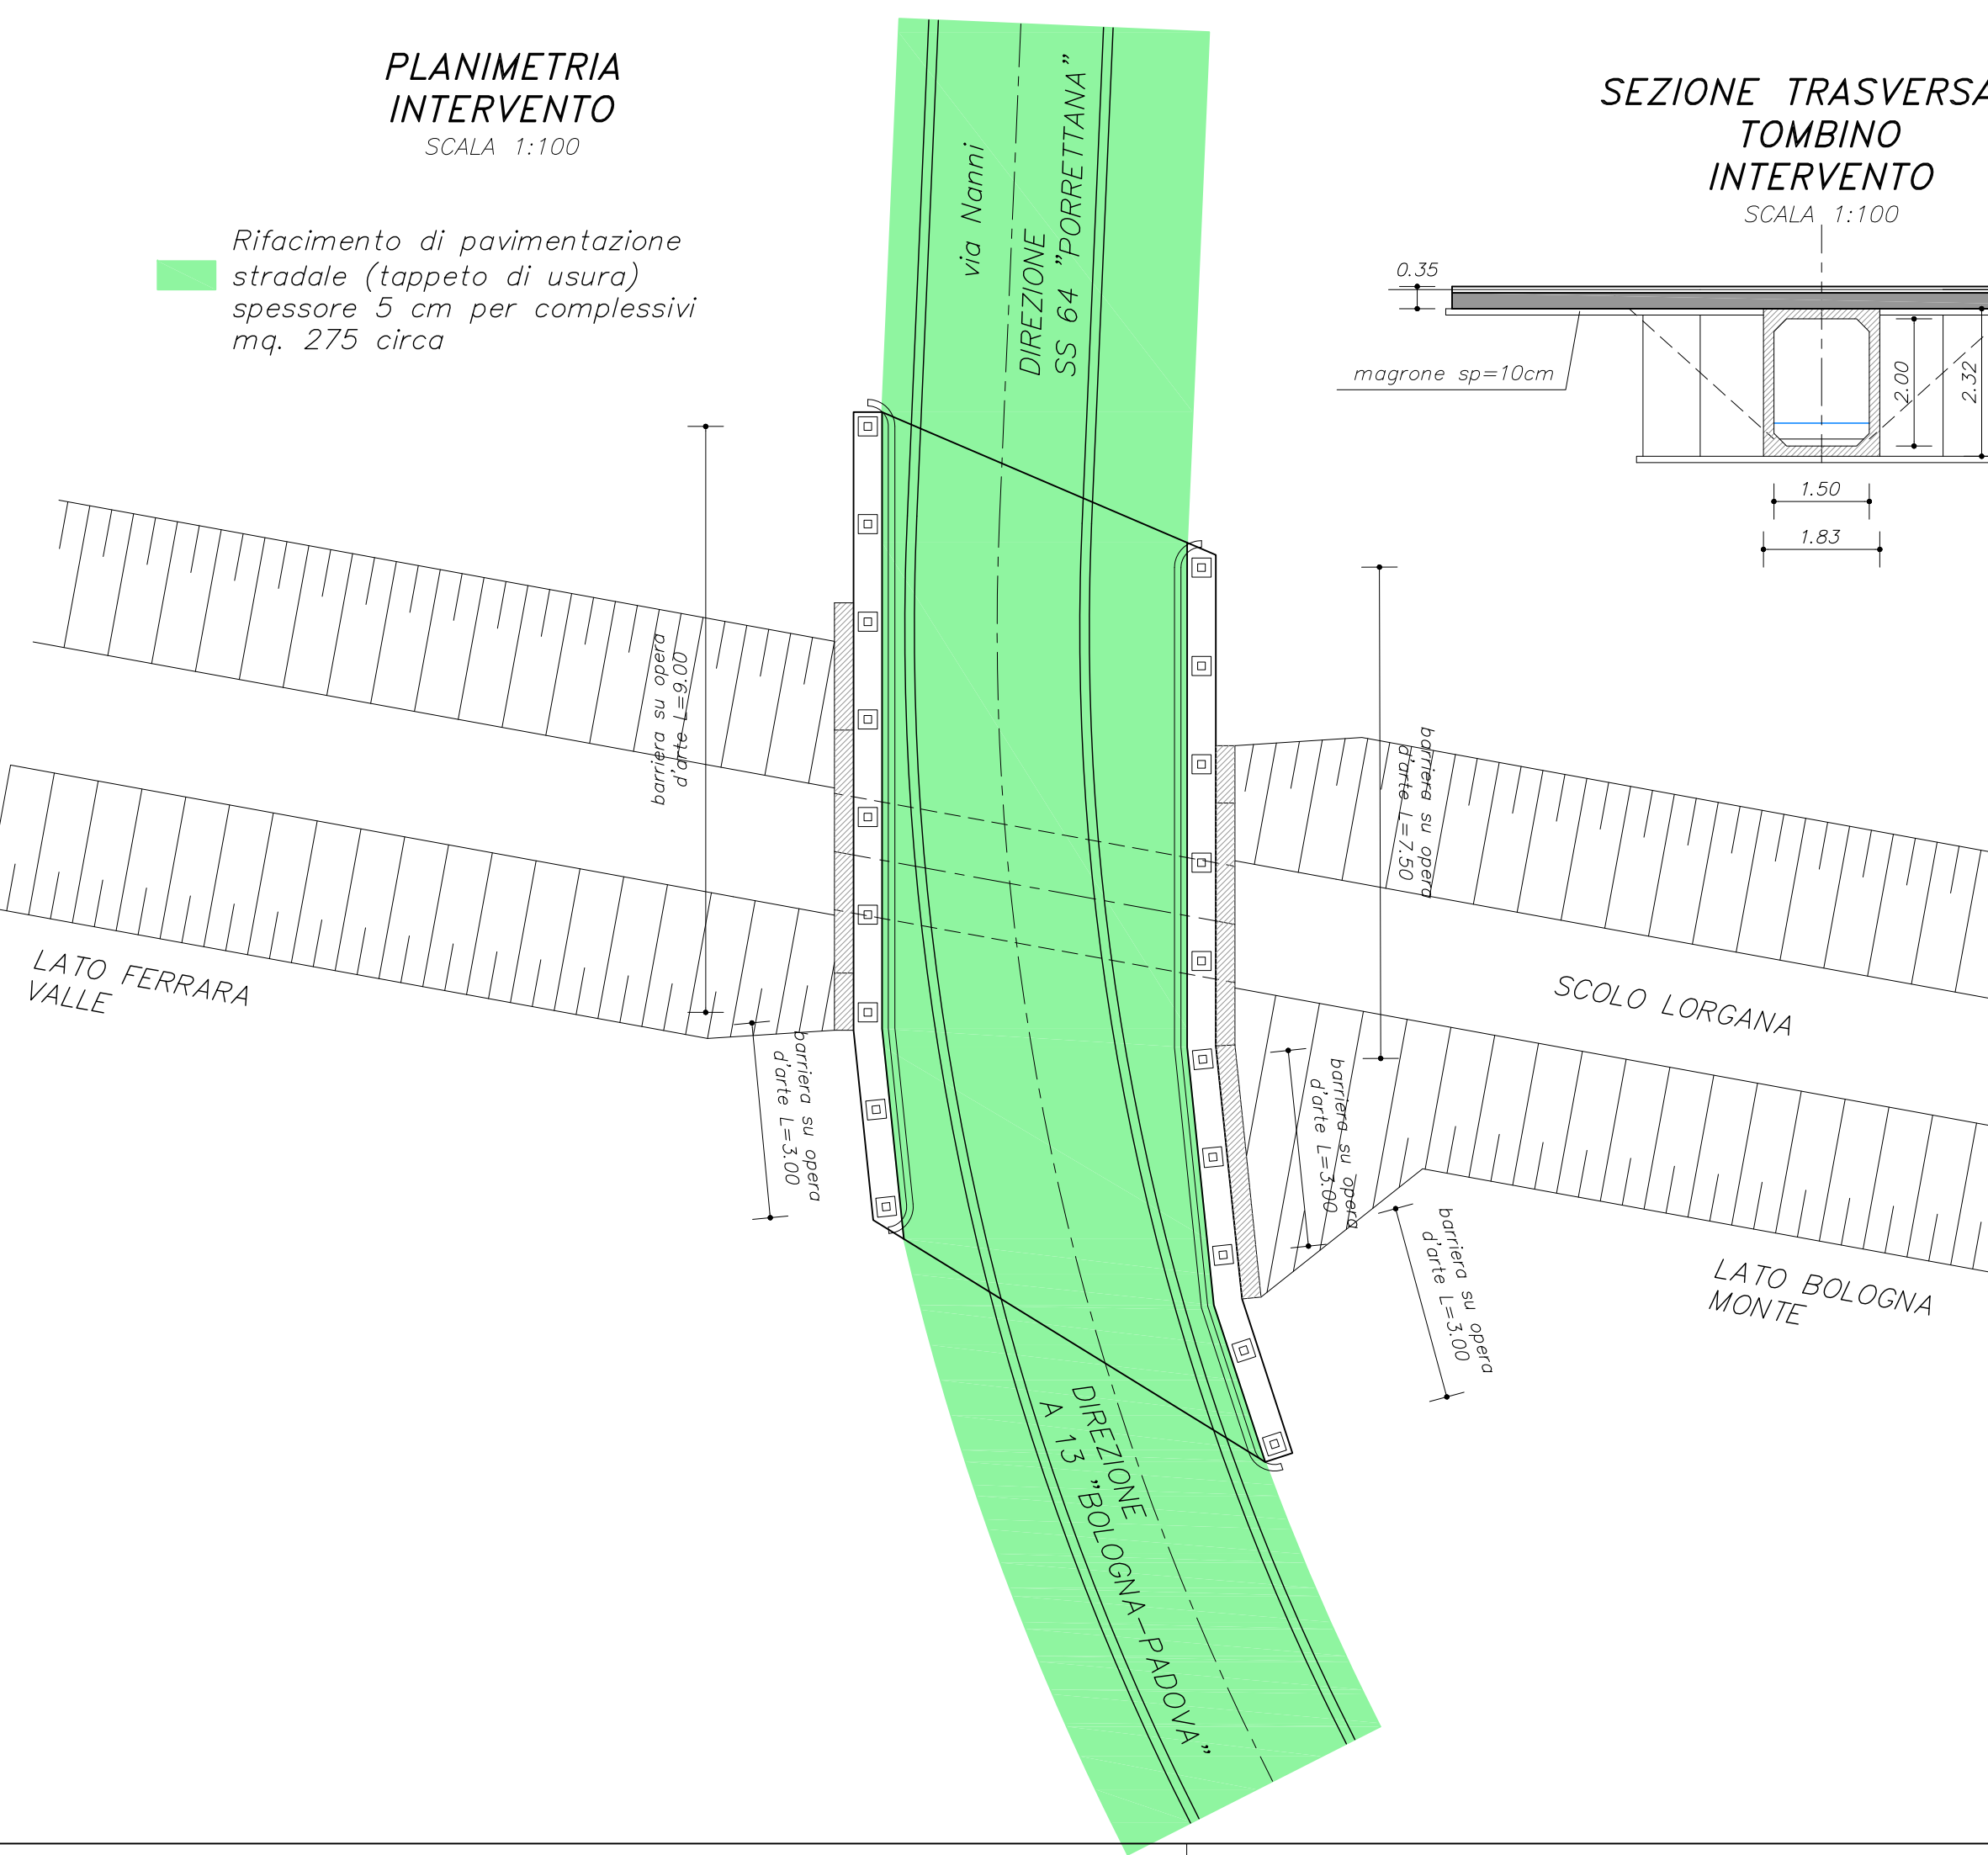 PLANIMETRIA
INTERVENTO
SCALA 1:100
Rifacimento di pavimentazione
stradale (tappeto di usura)
spessore 5 cm per complessivi
mq. 275 circa
via Nanni
DIREZIONE
SS 64 "PORRETTANA"
SEZIONE TRASVERSA
TOMBINO
INTERVENTO
SCALA 1:100
0.35
magrone sp=10cm
2.00
2.32
1.50
1.83
barriera su opera
d'arte L=9.00
barriera su opera
d'arte L=7.50
LATO FERRARA
VALLE
SCOLO LORGANA
barriera su opera
d'arte L=3.00
barriera su opera
d'arte L=3.00
barriera su opera
d'arte L=3.00
LATO BOLOGNA
MONTE
DIREZIONE
A 13 "BOLOGNA-PADOVA"